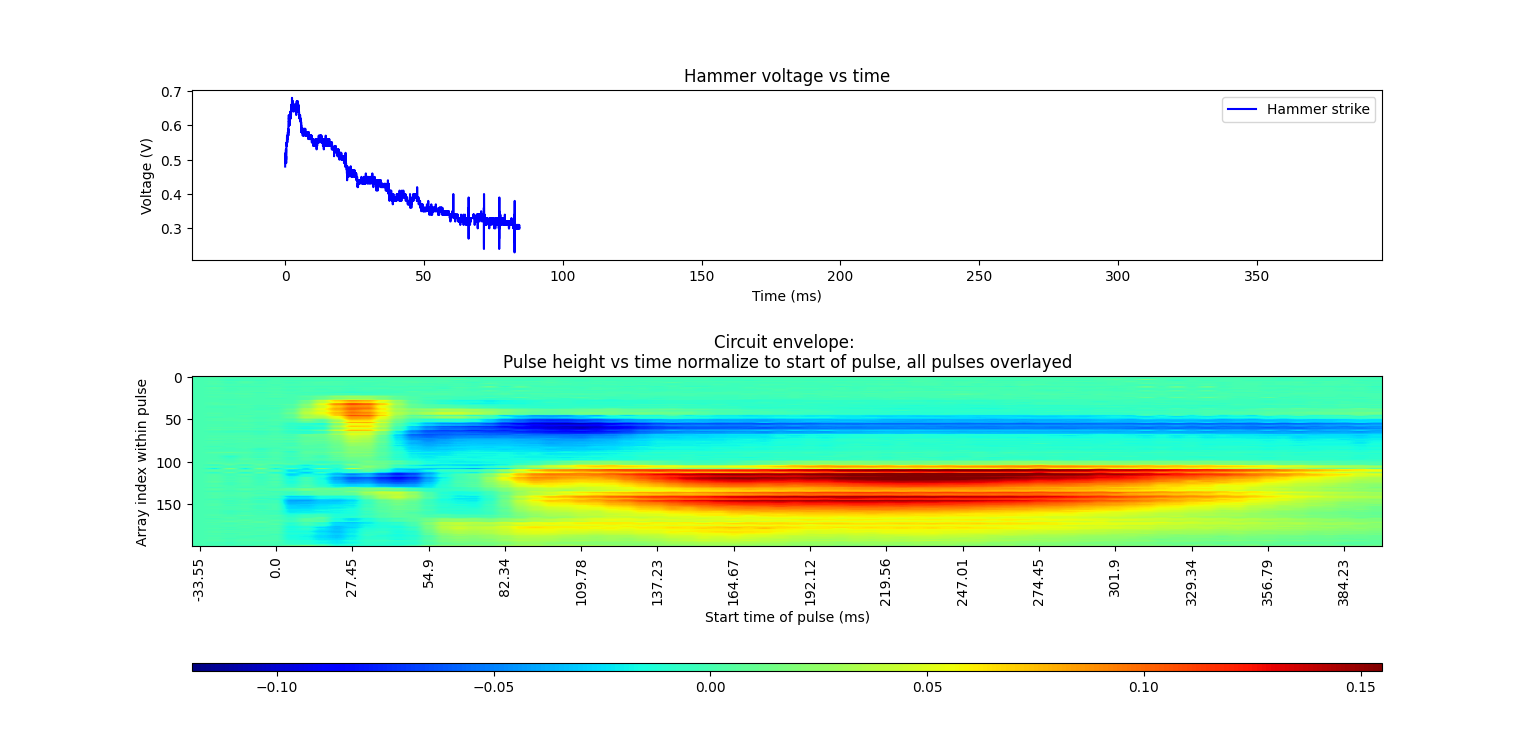 Hammer voltage vs time
0.7
0.6
0.5
0.4
0.3
Voltage (V)
Hammer strike
0 50 100 150 200 250 300 350
Time (ms)
Circuit envelope:
Pulse height vs time normalize to start of pulse, all pulses overlayed
0
50
100
150
Array index within pulse
-33.55 0.0 27.45 54.9 82.34 109.78 137.23 164.67 192.12 219.56 247.01 274.45 301.9 329.34 356.79 384.23
Start time of pulse (ms)
−0.10 −0.05 0.00 0.05 0.10 0.15